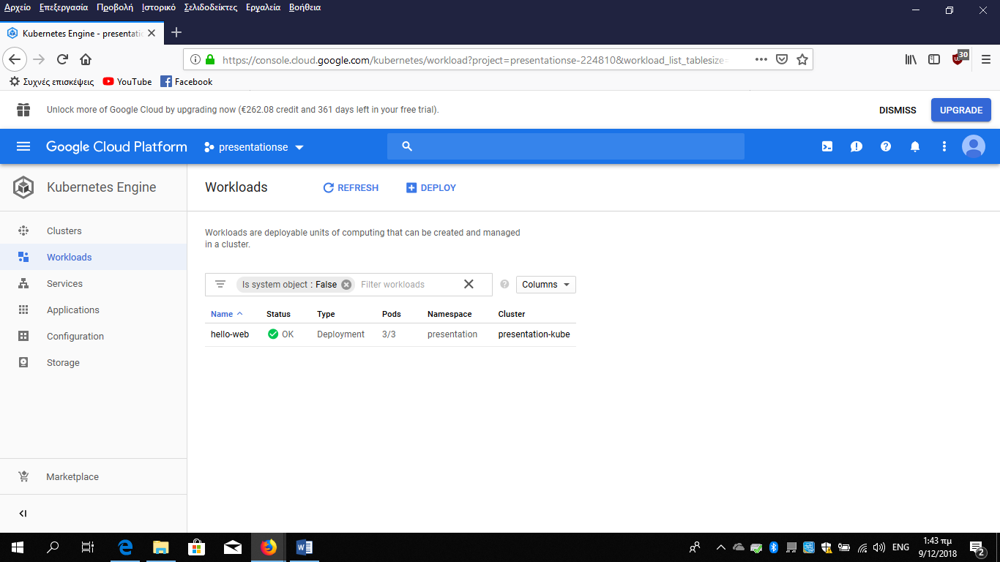 Αρχείο Επεξεργασία Προβολή Ιστορικό Σελιδοδείκτες Εργαλεία Βοήθεια
Kubernetes Engine - presentatio
https://console.cloud.google.com/kubernetes/workload?project=presentationse-224810&workload_list_tablesize=
30
Συχνές επισκέψεις YouTube Facebook
Unlock more of Google Cloud by upgrading now (€262.08 credit and 361 days left in your free trial).
DISMISS UPGRADE
Google Cloud Platform presentationse
Kubernetes Engine
Workloads REFRESH DEPLOY
Clusters
Workloads
Services
Applications
Configuration
Storage
Marketplace
Workloads are deployable units of computing that can be created and managed
in a cluster.
Is system object : False Filter workloads Columns
Name Status Type Pods Namespace Cluster
hello-web OK Deployment 3/3 presentation presentation-kube
ENG
1:43 πμ
9/12/2018
2